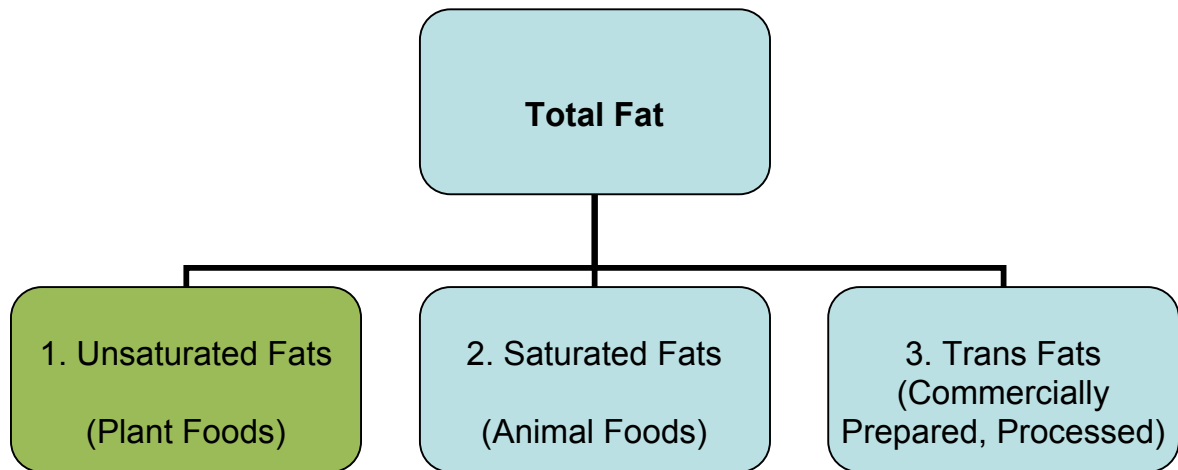 Total Fat
1. Unsaturated Fats
(Plant Foods)
2. Saturated Fats
(Animal Foods)
3. Trans Fats
(Commercially
Prepared, Processed)